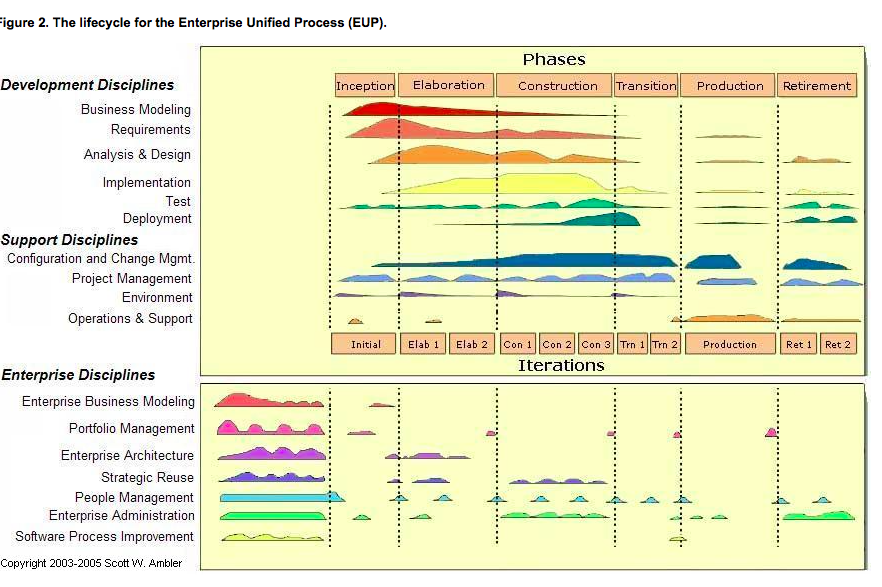 Figure 2. The lifecycle for the Enterprise Unified Process (EUP).
Phases
Development Disciplines
Inception Elaboration Construction Transition Production Retirement
Business Modeling
Requirements
Analysis & Design
Implementation
Test
Deployment
Support Disciplines
Configuration and Change Mgmt.
Project Management
Environment
Operations & Support
Initial Elab 1 Elab 2 Con 1 Con 2 Con 3 Trn 1 Trn 2 Production Ret 1 Ret 2
Iterations
Enterprise Disciplines
Enterprise Business Modeling
Portfolio Management
Enterprise Architecture
Strategic Reuse
People Management
Enterprise Administration
Software Process Improvement
Copyright 2003-2005 Scott W. Ambler